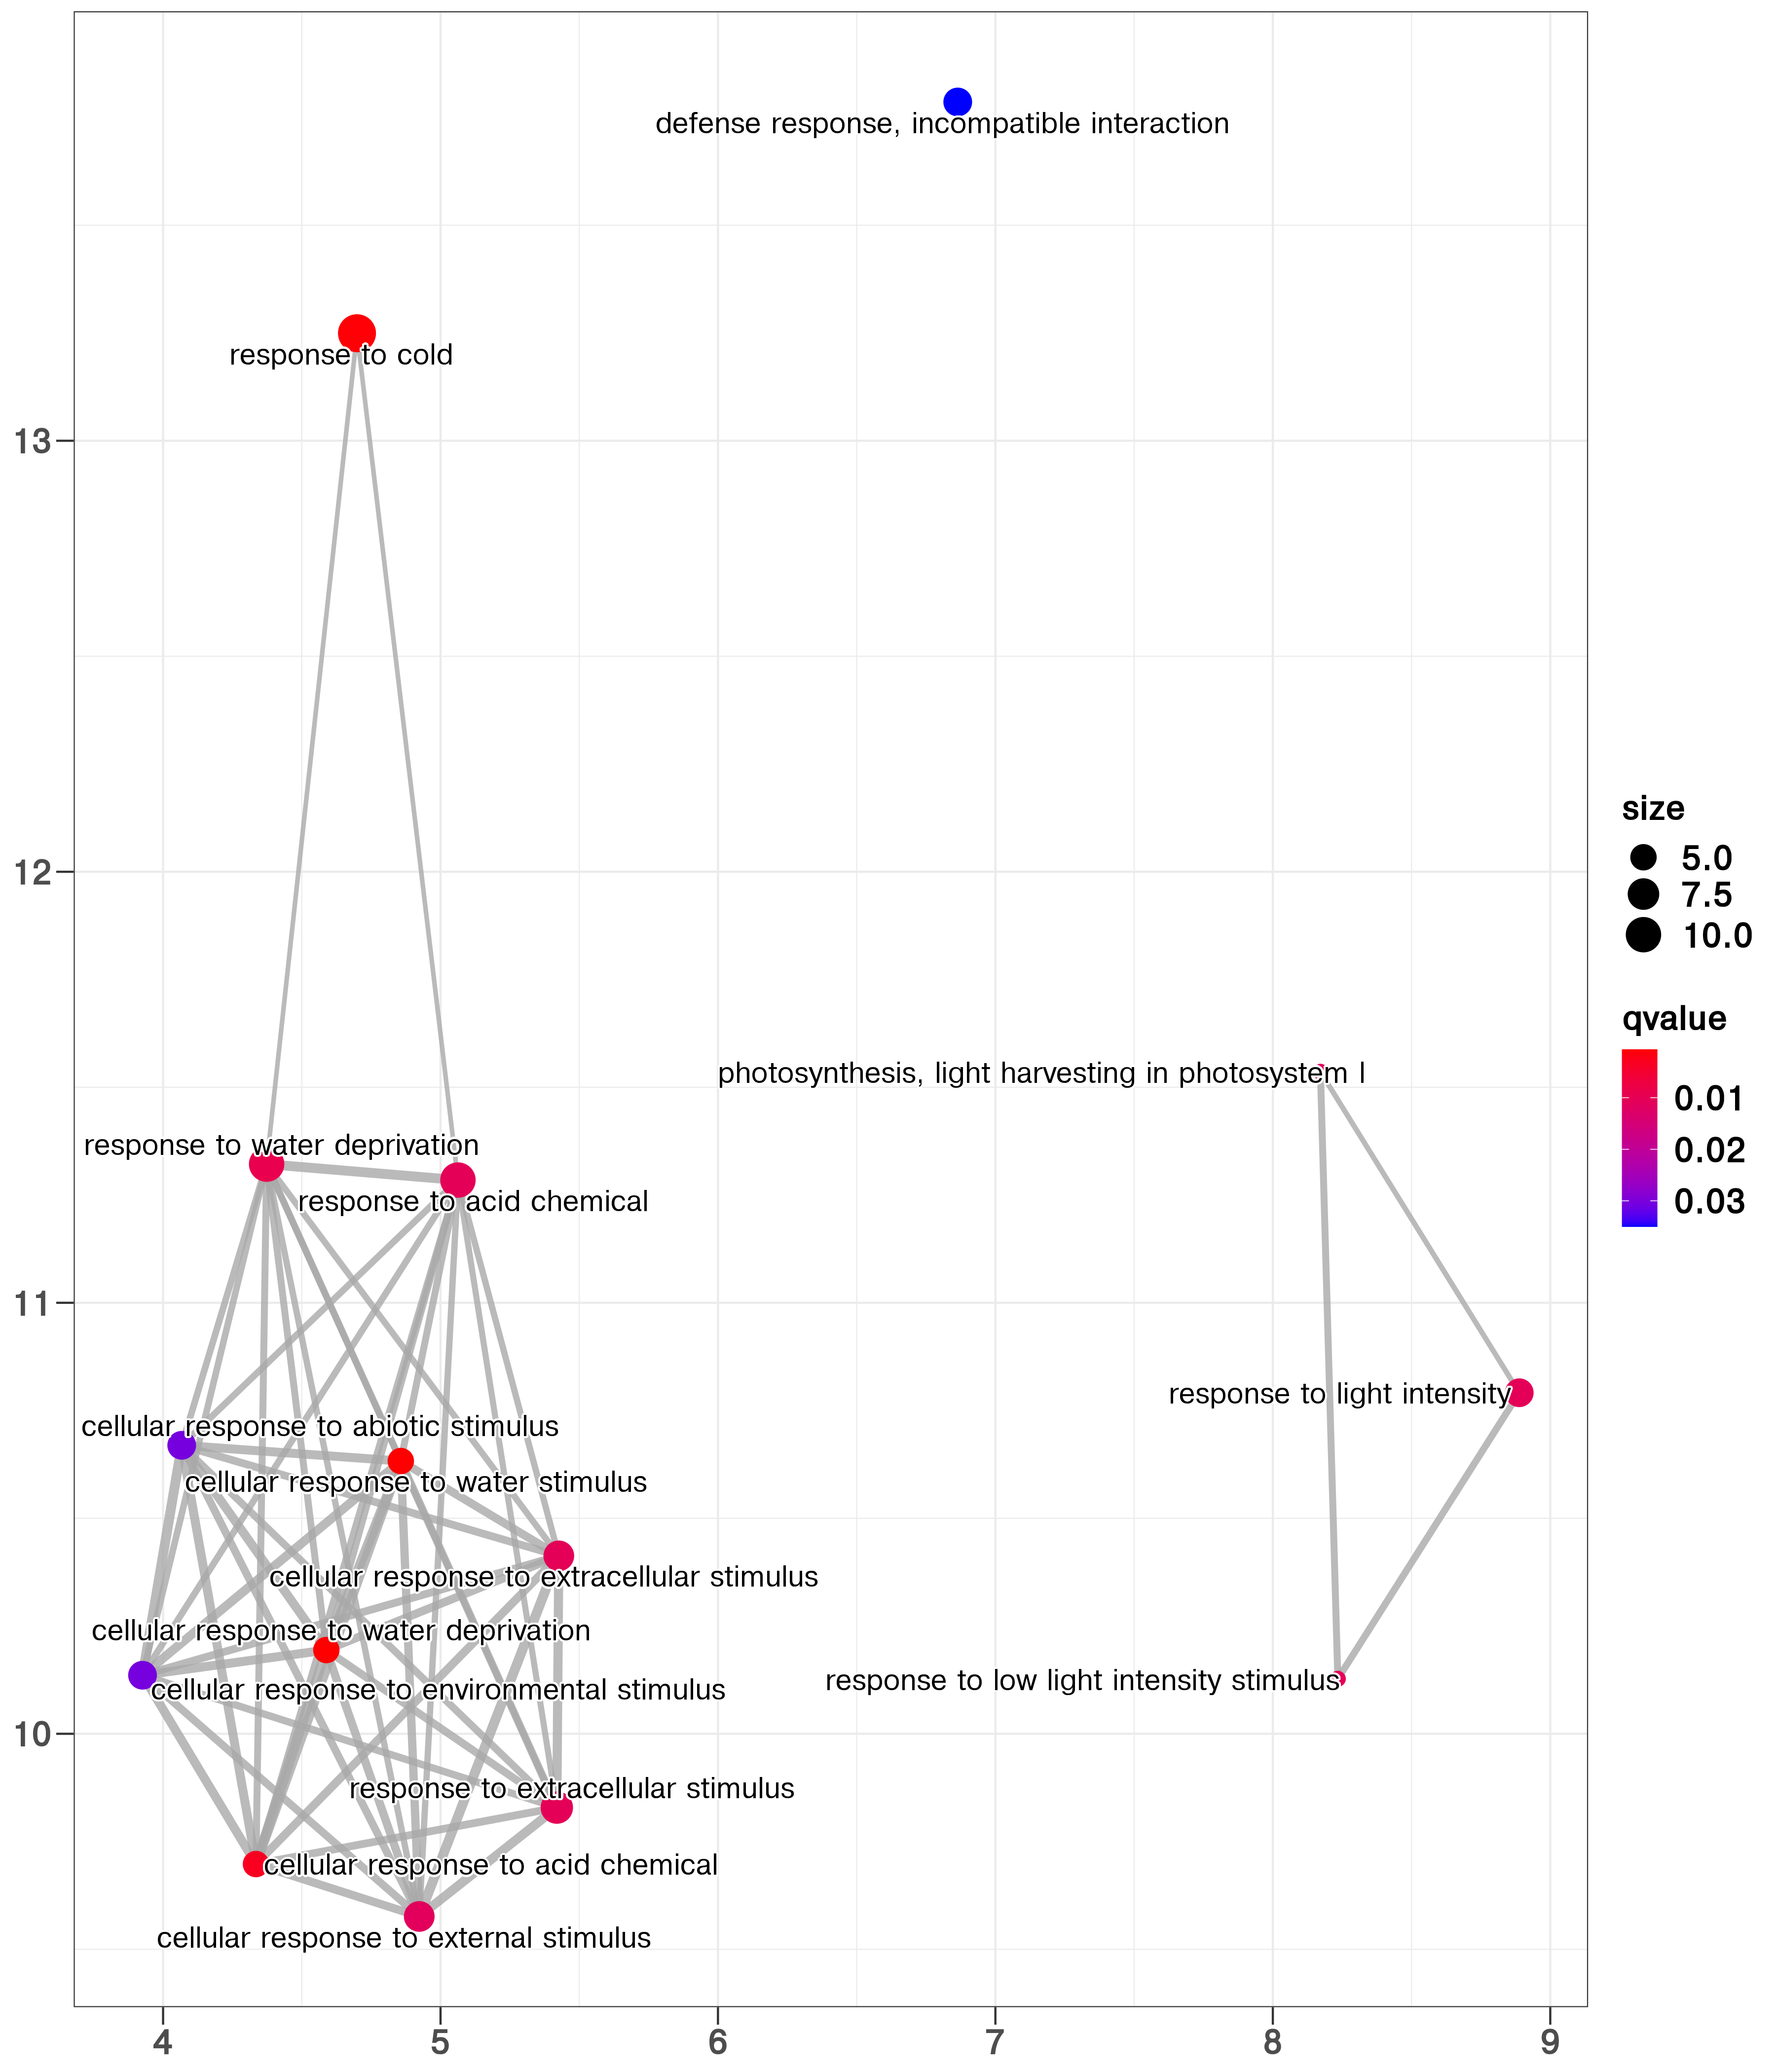 defense response, incompatible interaction
response to cold
13
12
size
5.0
7.5
10.0
qvalue
0.01
0.02
0.03
photosynthesis, light harvesting in photosystem I
response to water deprivation
response to acid chemical
11
response to light intensity
cellular response to abiotic stimulus
cellular response to water stimulus
cellular response to extracellular stimulus
cellular response to water deprivation
response to low light intensity stimulus
cellular response to environmental stimulus
10
response to extracellular stimulus
cellular response to acid chemical
cellular response to external stimulus
4 5 6 7 8 9